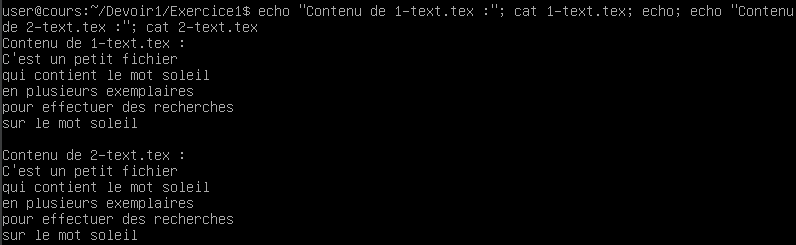 user@cours:~/Devoir1/Exercice1$ echo "Contenu de 1-text.tex :"; cat 1-text.tex; echo; echo "Contenu
de 2-text.tex :"; cat 2-text.tex
Contenu de 1-text.tex :
C'est un petit fichier
qui contient le mot soleil
en plusieurs exemplaires
pour effectuer des recherches
sur le mot soleil

Contenu de 2-text.tex :
C'est un petit fichier
qui contient le mot soleil
en plusieurs exemplaires
pour effectuer des recherches
sur le mot soleil